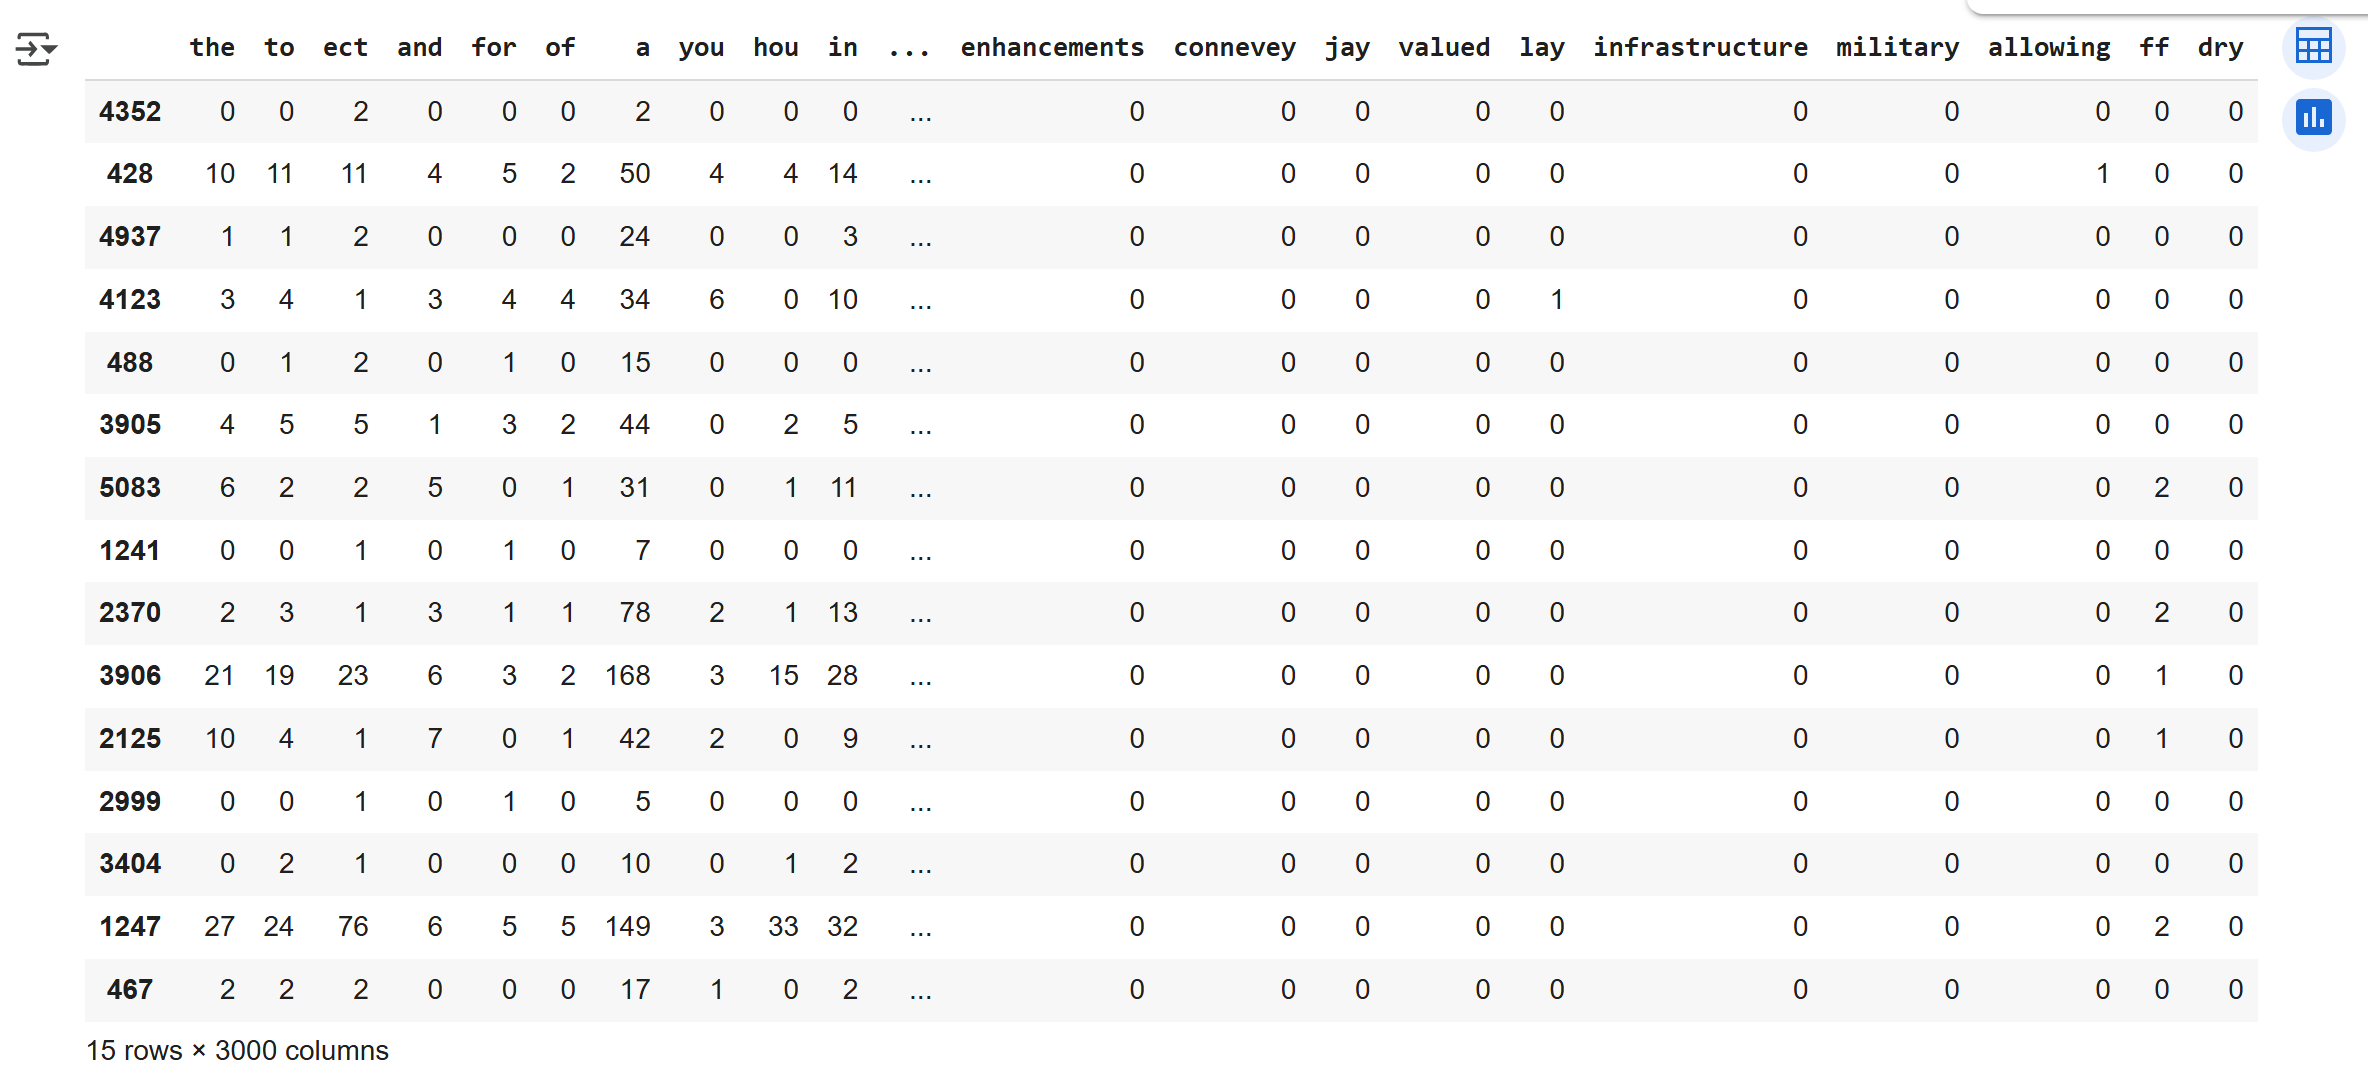 the to ect and for of a you hou in ... enhancements connevey jay valued lay infrastructure military allowing ff dry
4352 0 0 2 0 0 0 2 0 0 0 ... 0 0 0 0 0 0 0 0 0 0
428 10 11 11 4 5 2 50 4 4 14 ... 0 0 0 0 0 0 0 1 0 0
4937 1 1 2 0 0 0 24 0 0 3 ... 0 0 0 0 0 0 0 0 0 0
4123 3 4 1 3 4 4 34 6 0 10 ... 0 0 0 0 1 0 0 0 0 0
488 0 1 2 0 1 0 15 0 0 0 ... 0 0 0 0 0 0 0 0 0 0
3905 4 5 5 1 3 2 44 0 2 5 ... 0 0 0 0 0 0 0 0 0 0
5083 6 2 2 5 0 1 31 0 1 11 ... 0 0 0 0 0 0 0 0 2 0
1241 0 0 1 0 1 0 7 0 0 0 ... 0 0 0 0 0 0 0 0 0 0
2370 2 3 1 3 1 1 78 2 1 13 ... 0 0 0 0 0 0 0 0 2 0
3906 21 19 23 6 3 2 168 3 15 28 ... 0 0 0 0 0 0 0 0 1 0
2125 10 4 1 7 0 1 42 2 0 9 ... 0 0 0 0 0 0 0 0 1 0
2999 0 0 1 0 1 0 5 0 0 0 ... 0 0 0 0 0 0 0 0 0 0
3404 0 2 1 0 0 0 10 0 1 2 ... 0 0 0 0 0 0 0 0 0 0
1247 27 24 76 6 5 5 149 3 33 32 ... 0 0 0 0 0 0 0 0 2 0
467 2 2 2 0 0 0 17 1 0 2 ... 0 0 0 0 0 0 0 0 0 0
15 rows × 3000 columns